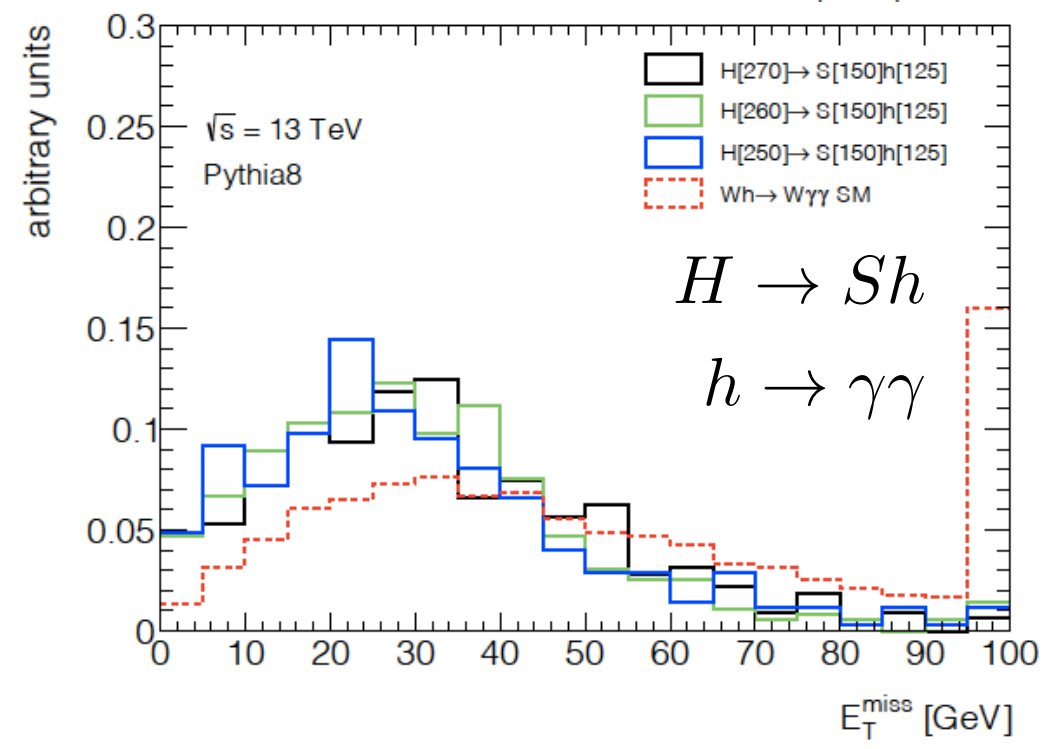 arbitrary units
0.3
0.25
0.2
0.15
0.1
0.05
0
√s = 13 TeV
Pythia8
H[270]→ S[150]h[125]
H[260]→ S[150]h[125]
H[250]→ S[150]h[125]
Wh→ Wγγ SM
H → Sh
h → γγ
0 10 20 30 40 50 60 70 80 90 100
E_T^miss [GeV]